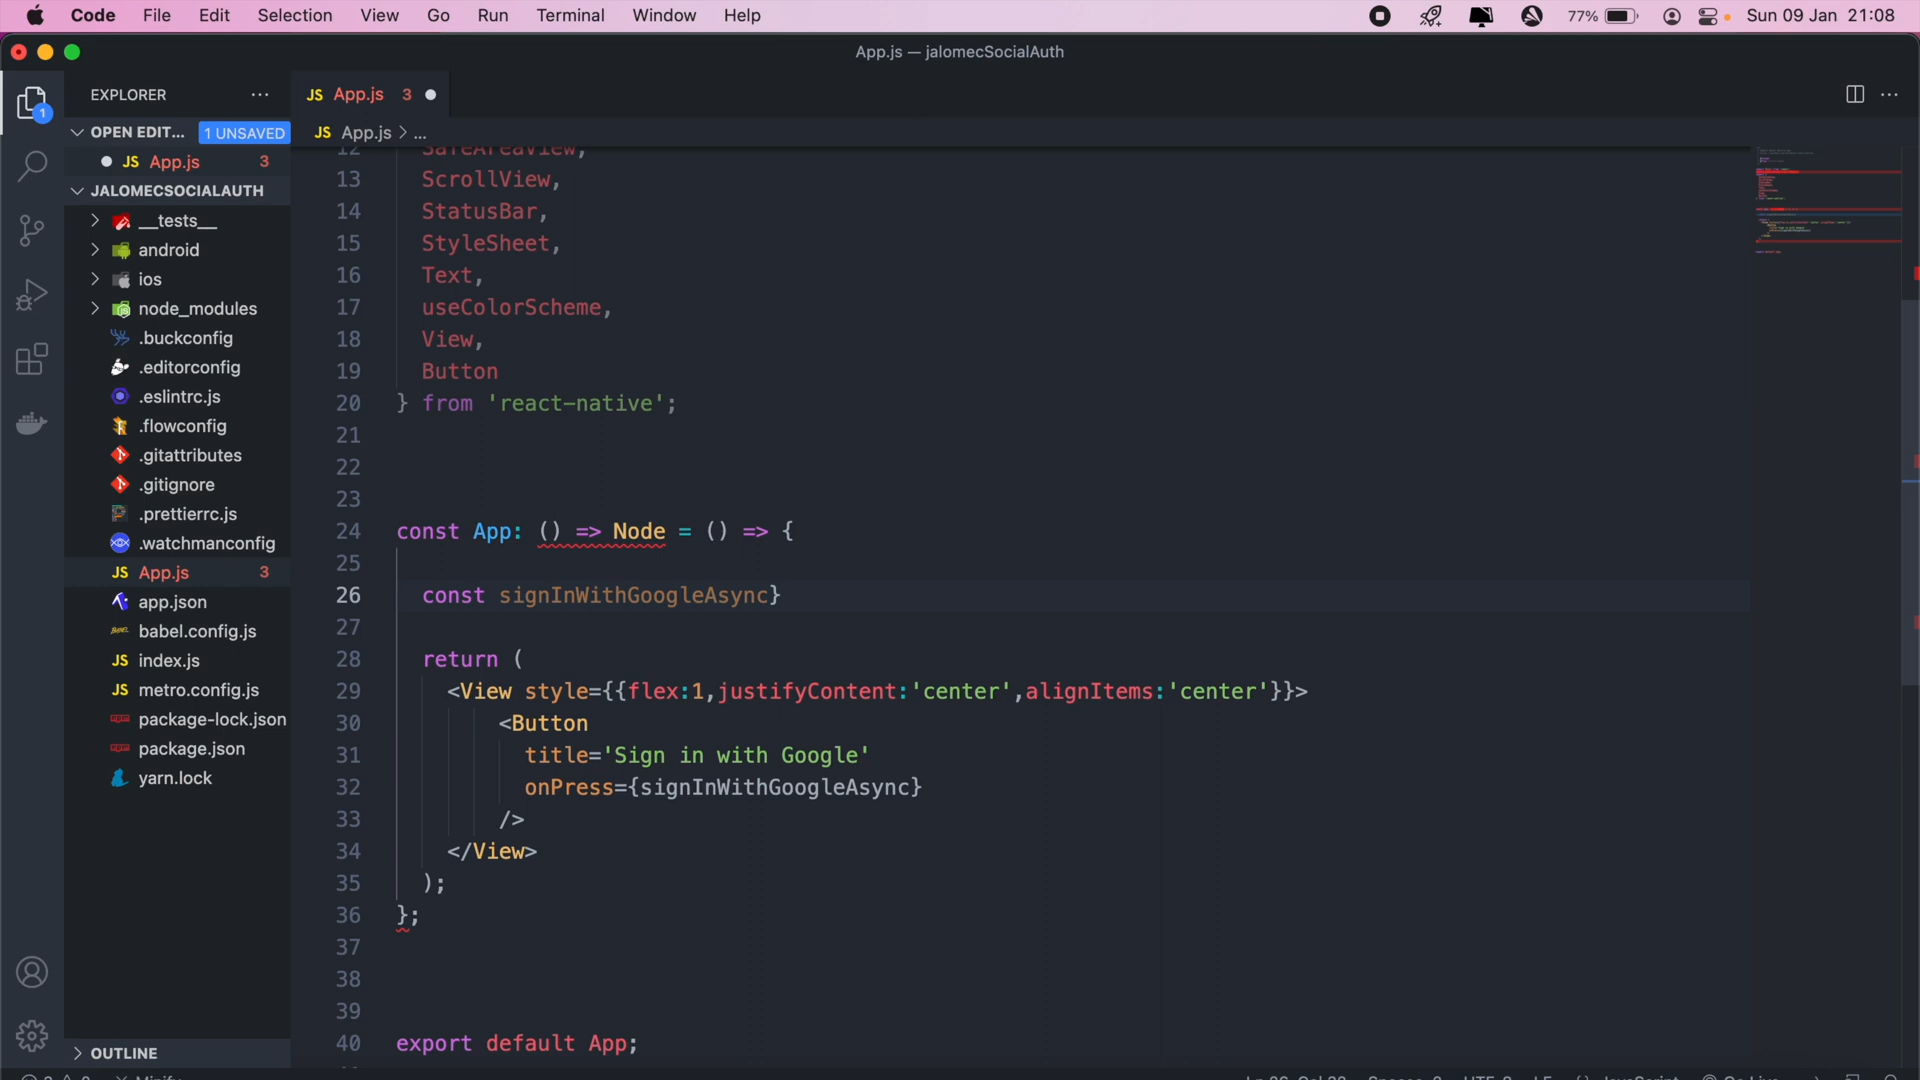 Code File Edit Selection View Go Run Terminal Window Help 77% Sun 09 Jan 21:08
App.js — jalomecSocialAuth
EXPLORER ···
JS App.js 3
OPEN EDIT... 1 UNSAVED
JS App.js > ...
JS App.js 3
JALOMECSOCIALAUTH
__tests__
android
ios
node_modules
.buckconfig
.editorconfig
.eslintrc.js
.flowconfig
.gitattributes
.gitignore
.prettierrc.js
.watchmanconfig
JS App.js 3
app.json
babel.config.js
JS index.js
JS metro.config.js
package-lock.json
package.json
yarn.lock
OUTLINE
1
12 SafeAreaView,
13 ScrollView,
14 StatusBar,
15 StyleSheet,
16 Text,
17 useColorScheme,
18 View,
19 Button
20 } from 'react-native';
21
22
23
24 const App: () => Node = () => {
25
26 const signInWithGoogleAsync}
27
28 return (
29 <View style={{flex:1,justifyContent:'center',alignItems:'center'}}>
30 <Button
31 title='Sign in with Google'
32 onPress={signInWithGoogleAsync}
33 />
34 </View>
35 );
36 };
37
38
39
40 export default App;